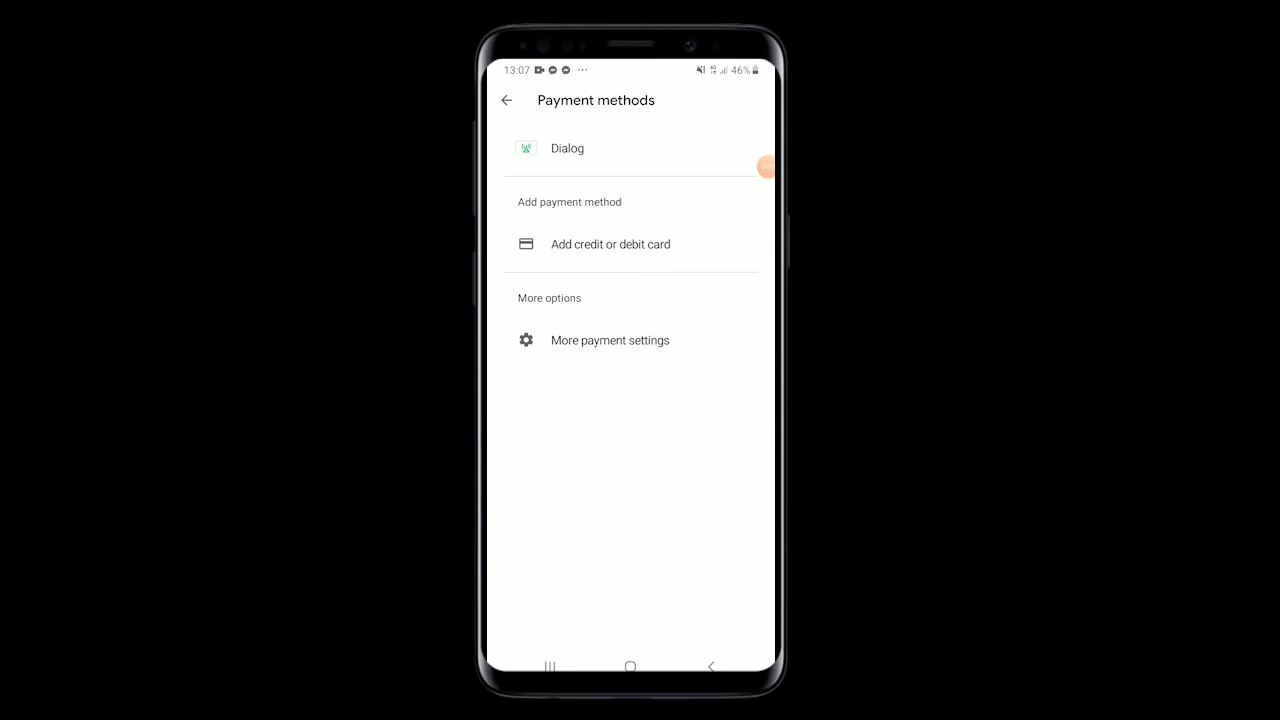 13:07 46%
Payment methods
Dialog
Add payment method
Add credit or debit card
More options
More payment settings